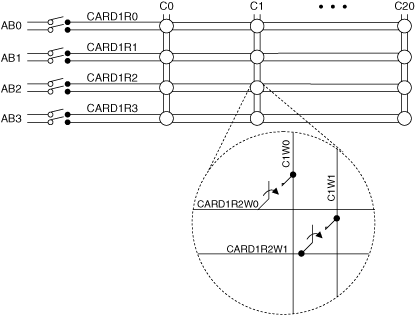 C0 C1 • • • C20
AB0 CARD1R0
AB1 CARD1R1
AB2 CARD1R2
AB3 CARD1R3
C1W0
C1W1
CARD1R2W0
CARD1R2W1